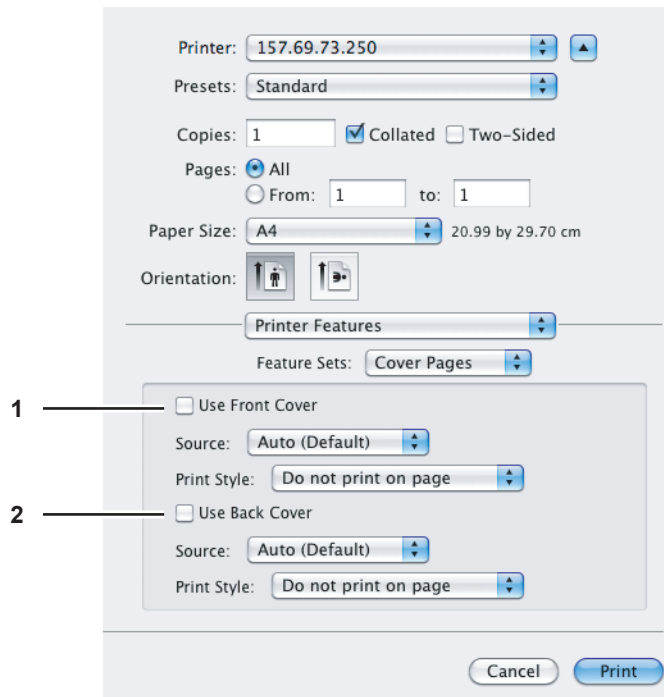 Printer: 157.69.73.250
Presets: Standard
Copies: 1 Collated Two-Sided
Pages: All
From: 1 to: 1
Paper Size: A4 20.99 by 29.70 cm
Orientation:
Printer Features
Feature Sets: Cover Pages
1 Use Front Cover
Source: Auto (Default)
Print Style: Do not print on page
2 Use Back Cover
Source: Auto (Default)
Print Style: Do not print on page
Cancel Print